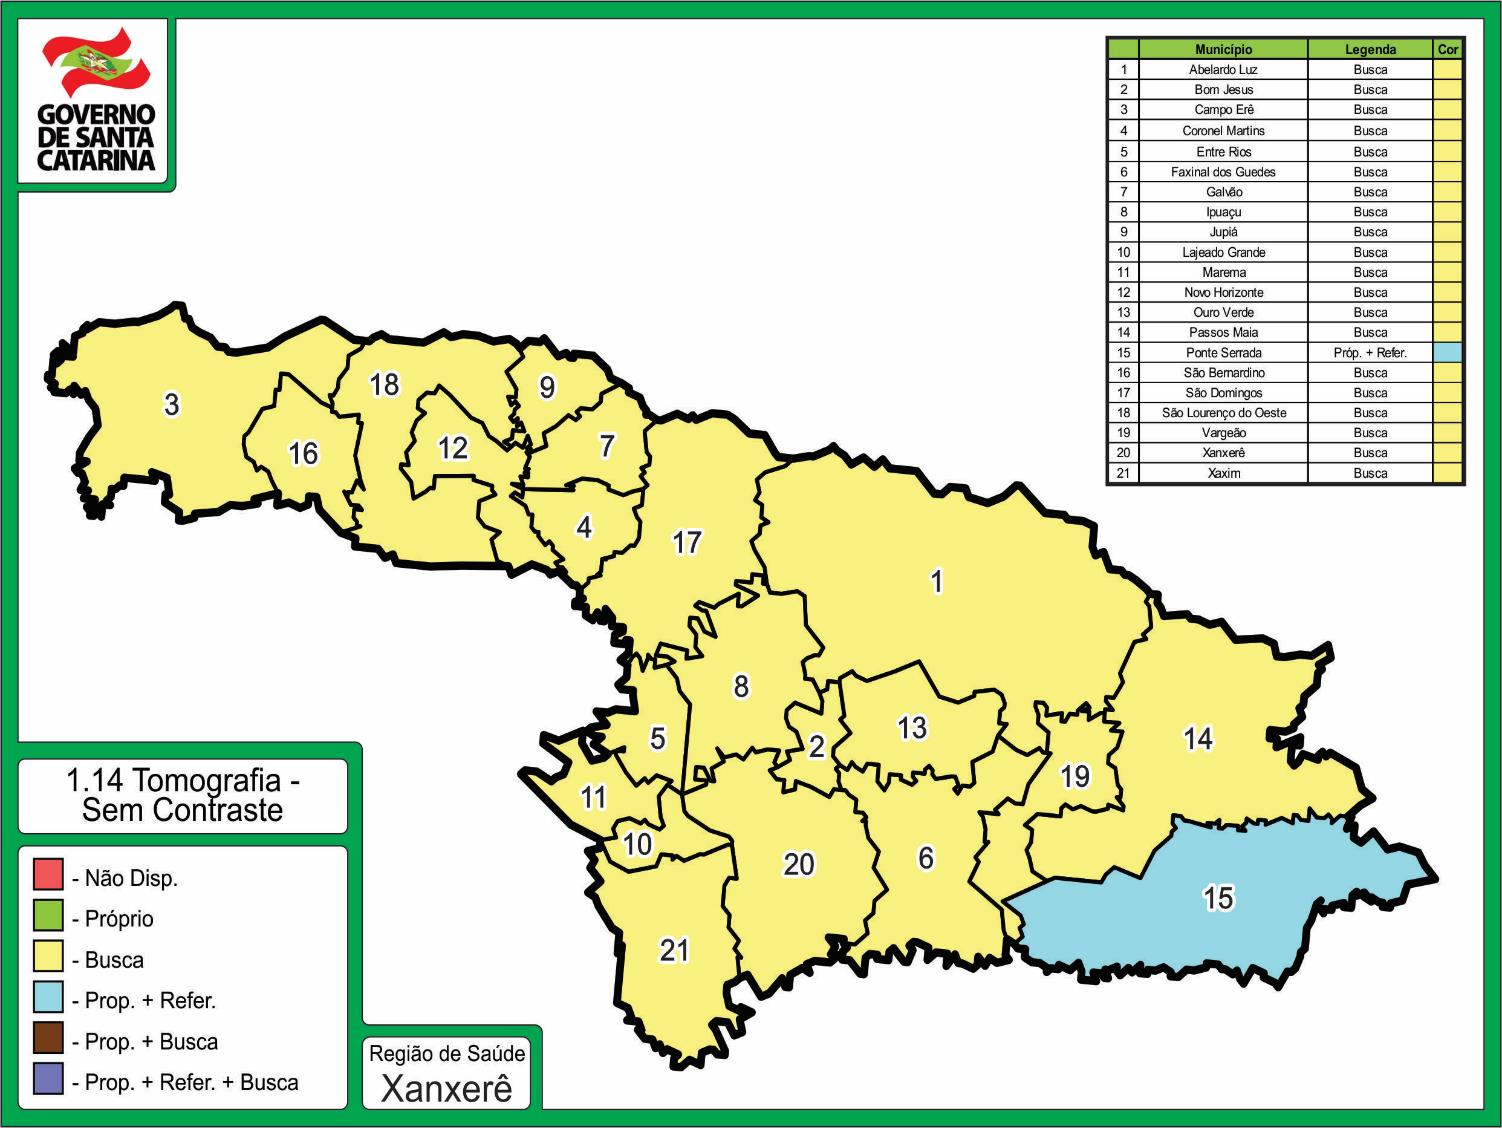 GOVERNO
DE SANTA
CATARINA
Município Legenda Cor
1 Abelardo Luz Busca
2 Bom Jesus Busca
3 Campo Erê Busca
4 Coronel Martins Busca
5 Entre Rios Busca
6 Faxinal dos Guedes Busca
7 Galvão Busca
8 Ipuaçu Busca
9 Jupiá Busca
10 Lajeado Grande Busca
11 Marema Busca
12 Novo Horizonte Busca
13 Ouro Verde Busca
14 Passos Maia Busca
15 Ponte Serrada Próp. + Refer.
16 São Bernardino Busca
17 São Domingos Busca
18 São Lourenço do Oeste Busca
19 Vargeão Busca
20 Xanxerê Busca
21 Xaxim Busca
3
18
9
16
12
7
4
17
1
8
5
2
13
14
19
11
10
20
6
15
21
1.14 Tomografia -
Sem Contraste
- Não Disp.
- Próprio
- Busca
- Prop. + Refer.
- Prop. + Busca
- Prop. + Refer. + Busca
Região de Saúde
Xanxerê